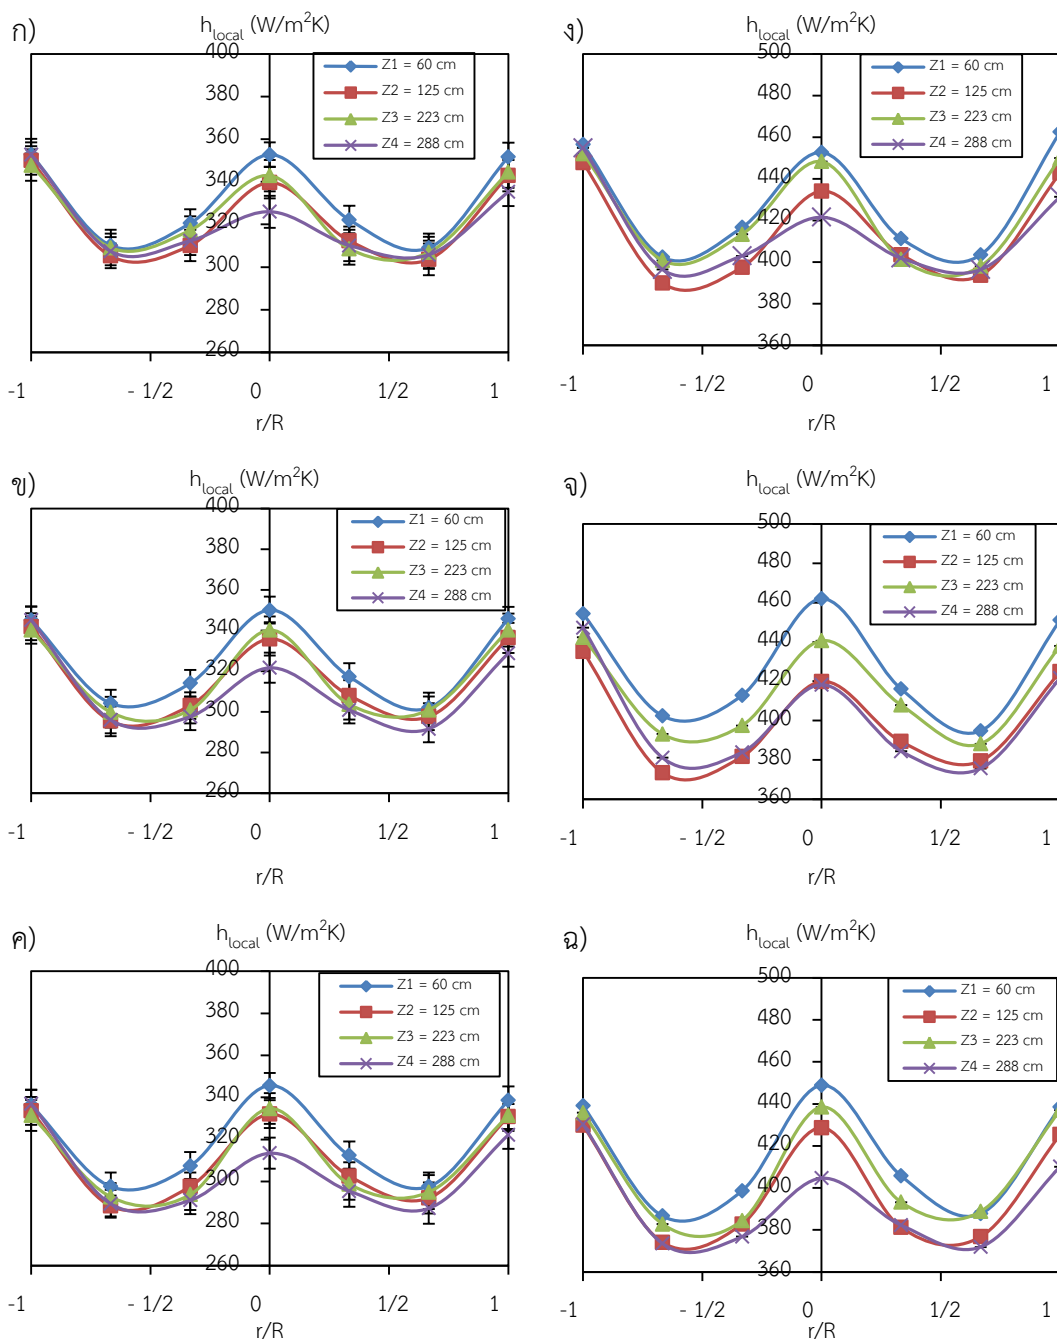 ก)
h_local (W/m²K)
400
380
360
340
320
300
280
260
Z1 = 60 cm
Z2 = 125 cm
Z3 = 223 cm
Z4 = 288 cm
-1
- 1/2
0
1/2
1
r/R
ง)
h_local (W/m²K)
500
480
460
440
420
400
380
360
Z1 = 60 cm
Z2 = 125 cm
Z3 = 223 cm
Z4 = 288 cm
-1
- 1/2
0
1/2
1
r/R
ข)
h_local (W/m²K)
400
380
360
340
320
300
280
260
Z1 = 60 cm
Z2 = 125 cm
Z3 = 223 cm
Z4 = 288 cm
-1
- 1/2
0
1/2
1
r/R
จ)
h_local (W/m²K)
500
480
460
440
420
400
380
360
Z1 = 60 cm
Z2 = 125 cm
Z3 = 223 cm
Z4 = 288 cm
-1
- 1/2
0
1/2
1
r/R
ค)
h_local (W/m²K)
400
380
360
340
320
300
280
260
Z1 = 60 cm
Z2 = 125 cm
Z3 = 223 cm
Z4 = 288 cm
-1
- 1/2
0
1/2
1
r/R
ฉ)
h_local (W/m²K)
500
480
460
440
420
400
380
360
Z1 = 60 cm
Z2 = 125 cm
Z3 = 223 cm
Z4 = 288 cm
-1
- 1/2
0
1/2
1
r/R